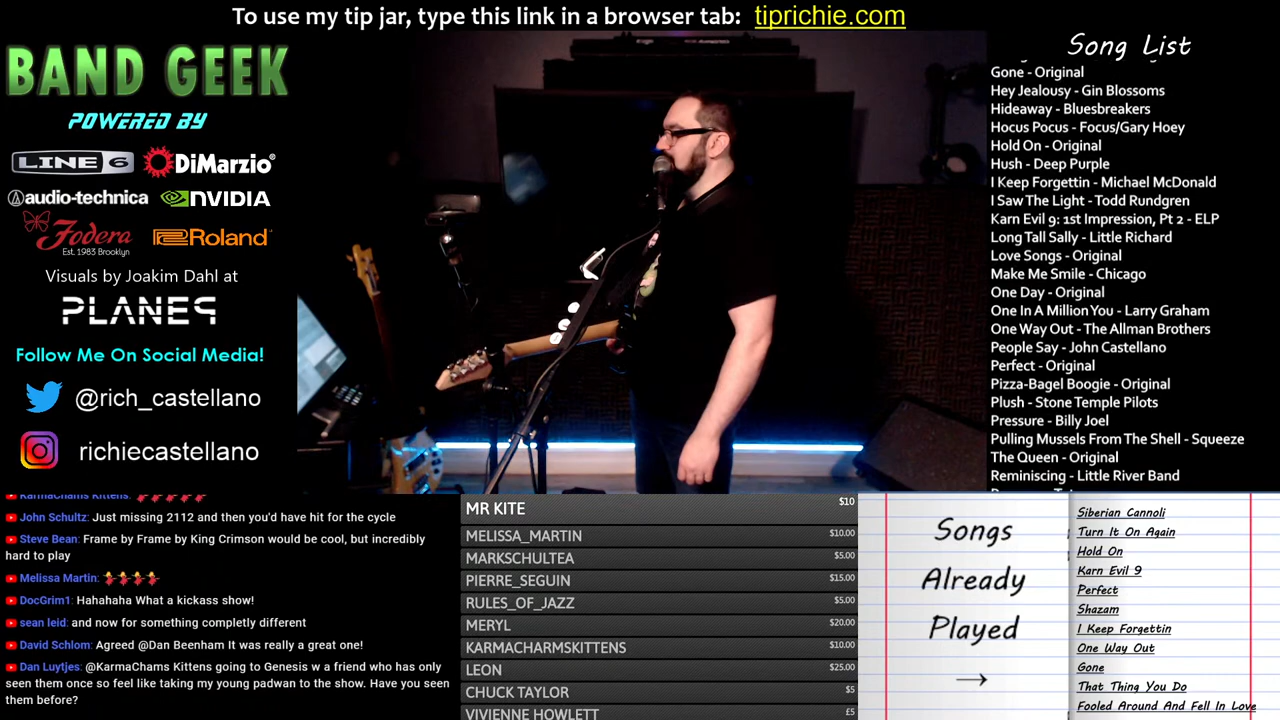 To use my tip jar, type this link in a browser tab: tiprichie.com
BAND GEEK
POWERED BY
LINE 6
DiMarzio®
audio-technica
NVIDIA
Fodera
Est. 1983 Brooklyn
Roland
Visuals by Joakim Dahl at
PLANE9
Follow Me On Social Media!
@rich_castellano
richiecastellano
Song List
Gone - Original
Hey Jealousy - Gin Blossoms
Hideaway - Bluesbreakers
Hocus Pocus - Focus/Gary Hoey
Hold On - Original
Hush - Deep Purple
I Keep Forgettin - Michael McDonald
I Saw The Light - Todd Rundgren
Karn Evil 9: 1st Impression, Pt 2 - ELP
Long Tall Sally - Little Richard
Love Songs - Original
Make Me Smile - Chicago
One Day - Original
One In A Million You - Larry Graham
One Way Out - The Allman Brothers
People Say - John Castellano
Perfect - Original
Pizza-Bagel Boogie - Original
Plush - Stone Temple Pilots
Pressure - Billy Joel
Pulling Mussels From The Shell - Squeeze
The Queen - Original
Reminiscing - Little River Band
KarmaChams Kittens:
John Schultz: Just missing 2112 and then you'd have hit for the cycle
Steve Bean: Frame by Frame by King Crimson would be cool, but incredibly
hard to play
Melissa Martin:
DocGrim1: Hahahaha What a kickass show!
sean leid: and now for something completly different
David Schlom: Agreed @Dan Beenham It was really a great one!
Dan Luytjes: @KarmaChams Kittens going to Genesis w a friend who has only
seen them once so feel like taking my young padwan to the show. Have you seen
them before?
MR KITE $10
MELISSA_MARTIN $10.00
MARKSCHULTEA $5.00
PIERRE_SEGUIN $15.00
RULES_OF_JAZZ $5.00
MERYL $20.00
KARMACHARMSKITTENS $10.00
LEON $25.00
CHUCK TAYLOR $5
VIVIENNE HOWLETT £5
Songs
Already
Played
→
Siberian Cannoli
Turn It On Again
Hold On
Karn Evil 9
Perfect
Shazam
I Keep Forgettin
One Way Out
Gone
That Thing You Do
Fooled Around And Fell In Love